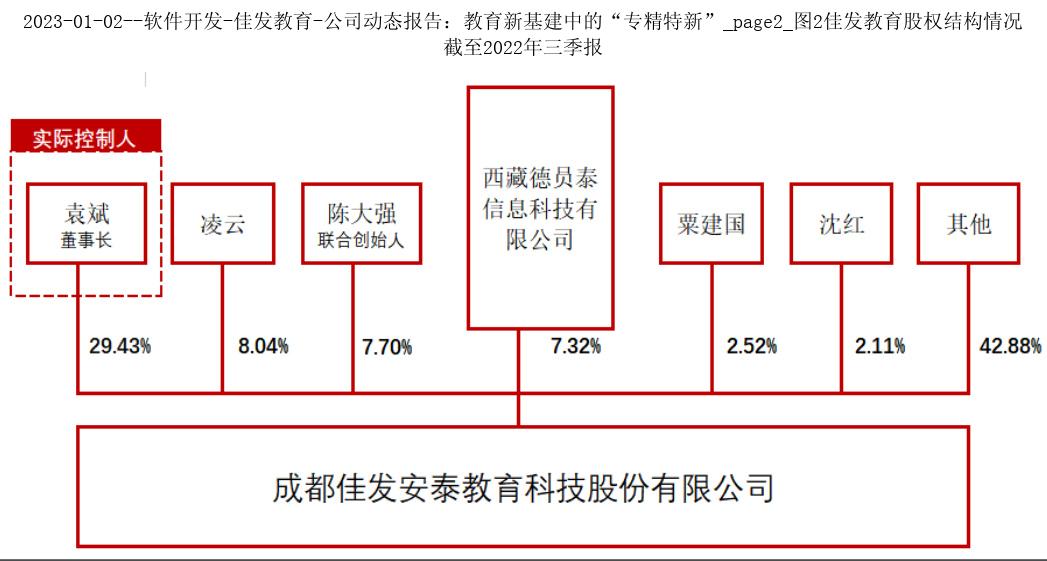 2023-01-02--软件开发-佳发教育-公司动态报告：教育新基建中的“专精特新”_page2_图2佳发教育股权结构情况
截至2022年三季报
实际控制人
袁斌
董事长
凌云
陈大强
联合创始人
西藏德员泰
信息科技有
限公司
粟建国
沈红
其他
29.43%
8.04%
7.70%
7.32%
2.52%
2.11%
42.88%
成都佳发安泰教育科技股份有限公司